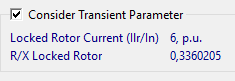 Consider Transient Parameter
Locked Rotor Current (Ilr/In) 6, p.u.
R/X Locked Rotor 0,3360205